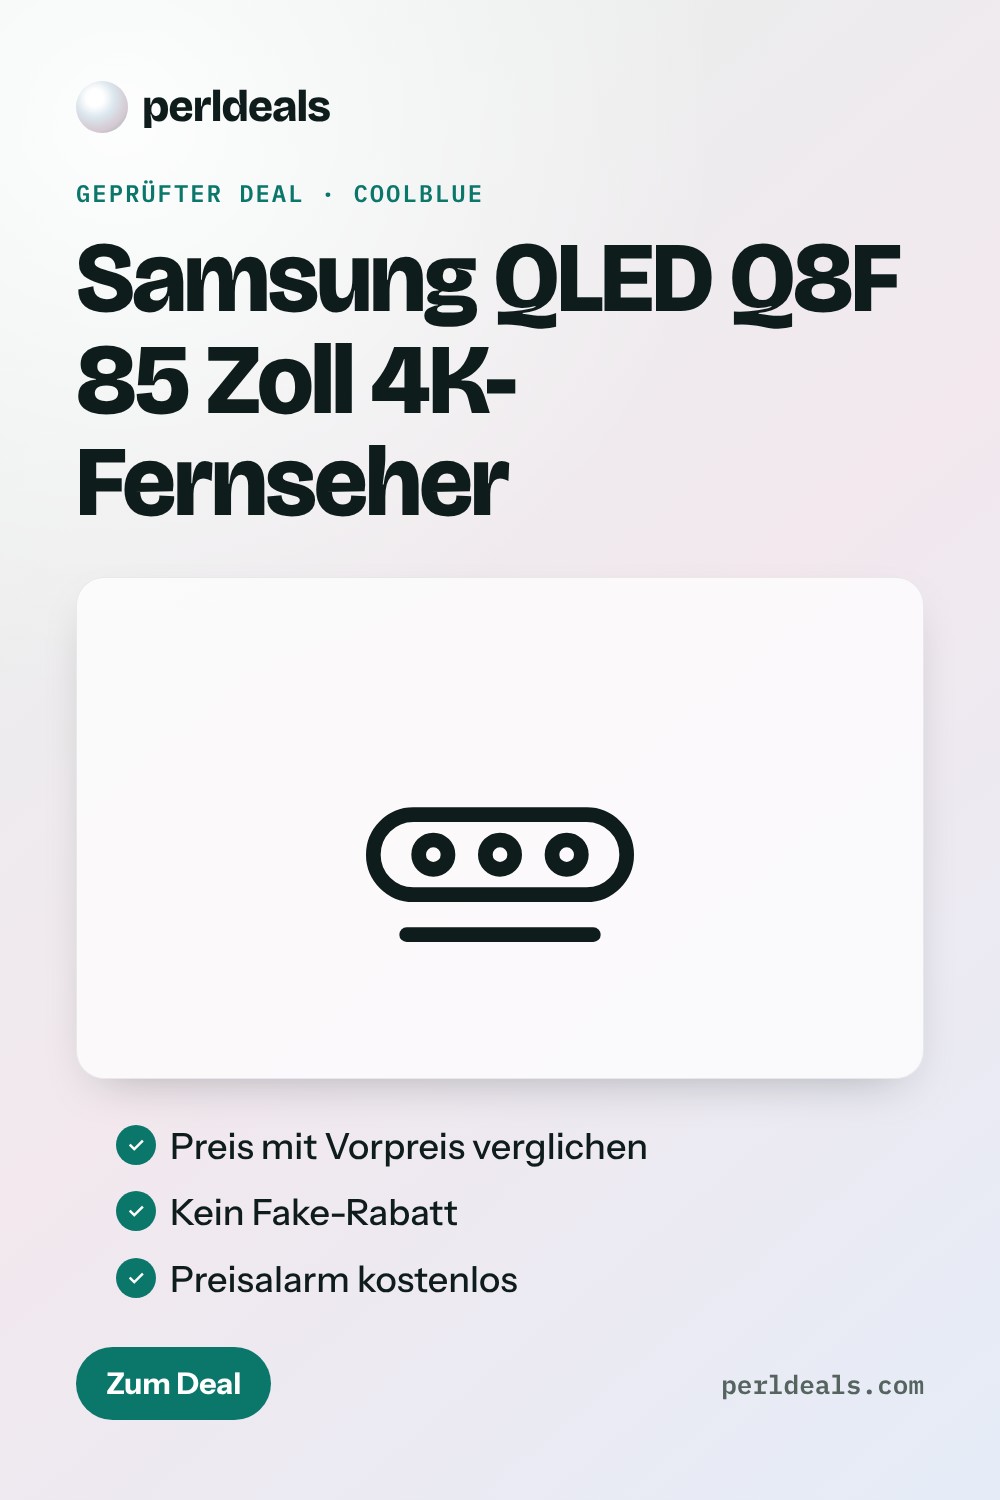 perldeals
GEPRÜFTER DEAL · COOLBLUE
Samsung QLED Q8F
85 Zoll 4K-
Fernseher
Preis mit Vorpreis verglichen
Kein Fake-Rabatt
Preisalarm kostenlos
Zum Deal
perldeals.com